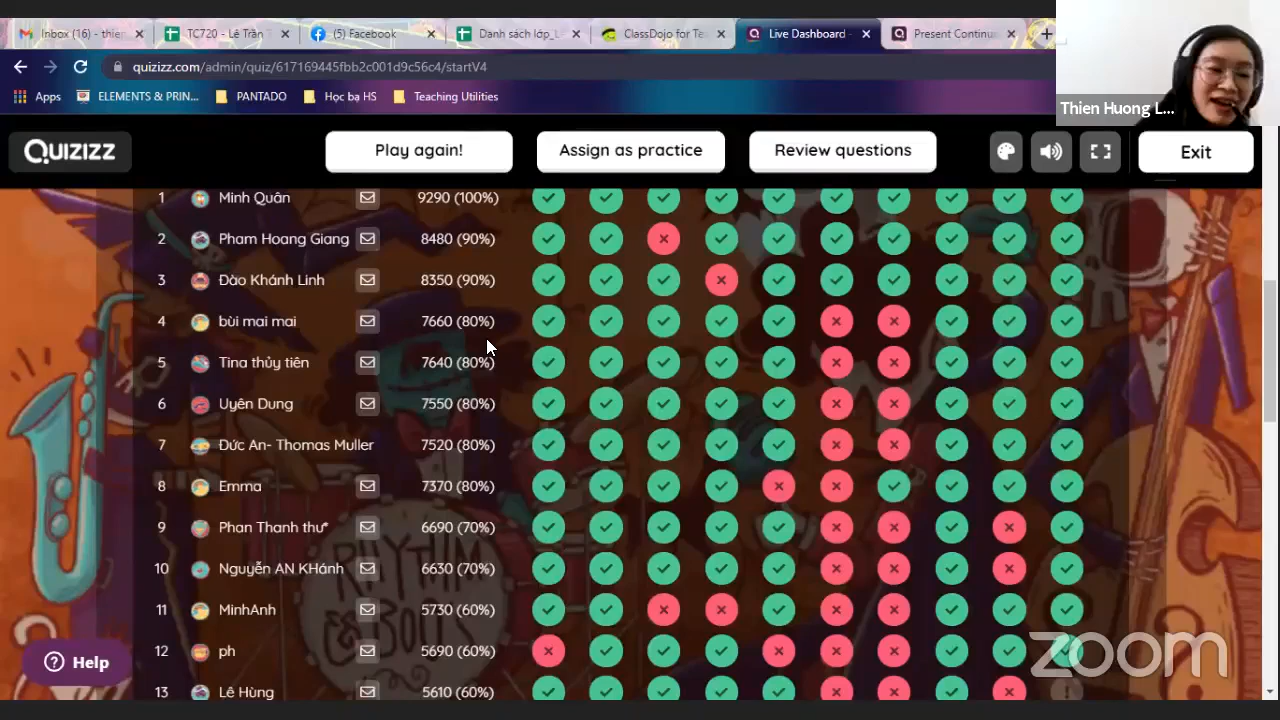 Inbox (16) - thier
TC720 - Lê Trần T
(5) Facebook
Danh sách lớp_L
ClassDojo for Te
Live Dashboard -
Present Continu
quizizz.com/admin/quiz/617169445fbb2c001d9c56c4/startV4
Apps
ELEMENTS & PRIN...
PANTADO
Học bạ HS
Teaching Utilities
Thien Huong L...
Quizizz
Play again!
Assign as practice
Review questions
Exit
1 Minh Quân 9290 (100%)
2 Pham Hoang Giang 8480 (90%)
3 Đào Khánh Linh 8350 (90%)
4 bùi mai mai 7660 (80%)
5 Tina thủy tiên 7640 (80%)
6 Uyên Dung 7550 (80%)
7 Đức An- Thomas Muller 7520 (80%)
8 Emma 7370 (80%)
9 Phan Thanh thư* 6690 (70%)
10 Nguyễn AN KHánh 6630 (70%)
11 MinhAnh 5730 (60%)
12 ph 5690 (60%)
13 Lê Hùng 5610 (60%)
RHYTHM
& BOOS
? Help
zoom